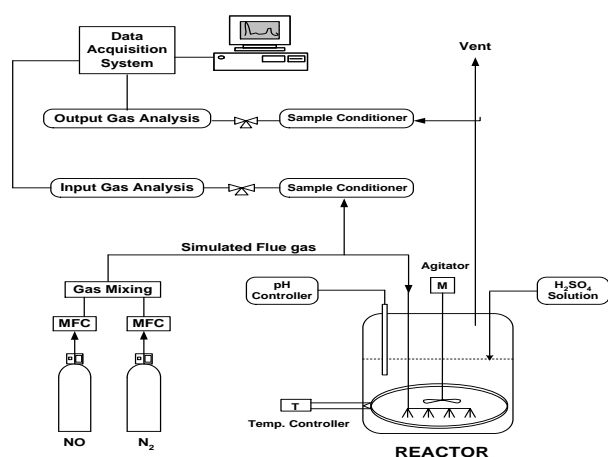 Data
Acquisition
System
Vent
Output Gas Analysis
Sample Conditioner
Input Gas Analysis
Sample Conditioner
Simulated Flue gas
Gas Mixing
pH
Controller
Agitator
M
H₂SO₄
Solution
MFC
MFC
T
Temp. Controller
NO
N₂
REACTOR